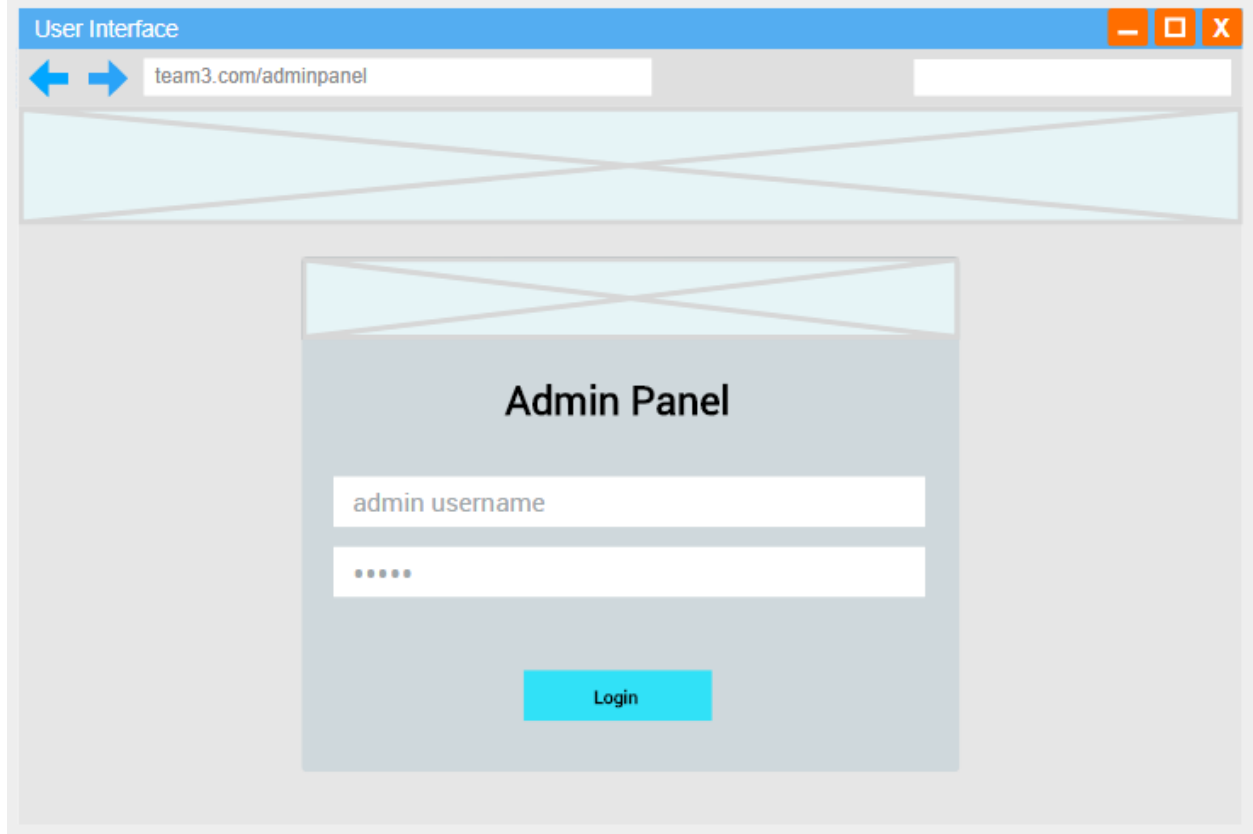 User Interface
X
team3.com/adminpanel
Admin Panel
admin username
•••••
Login